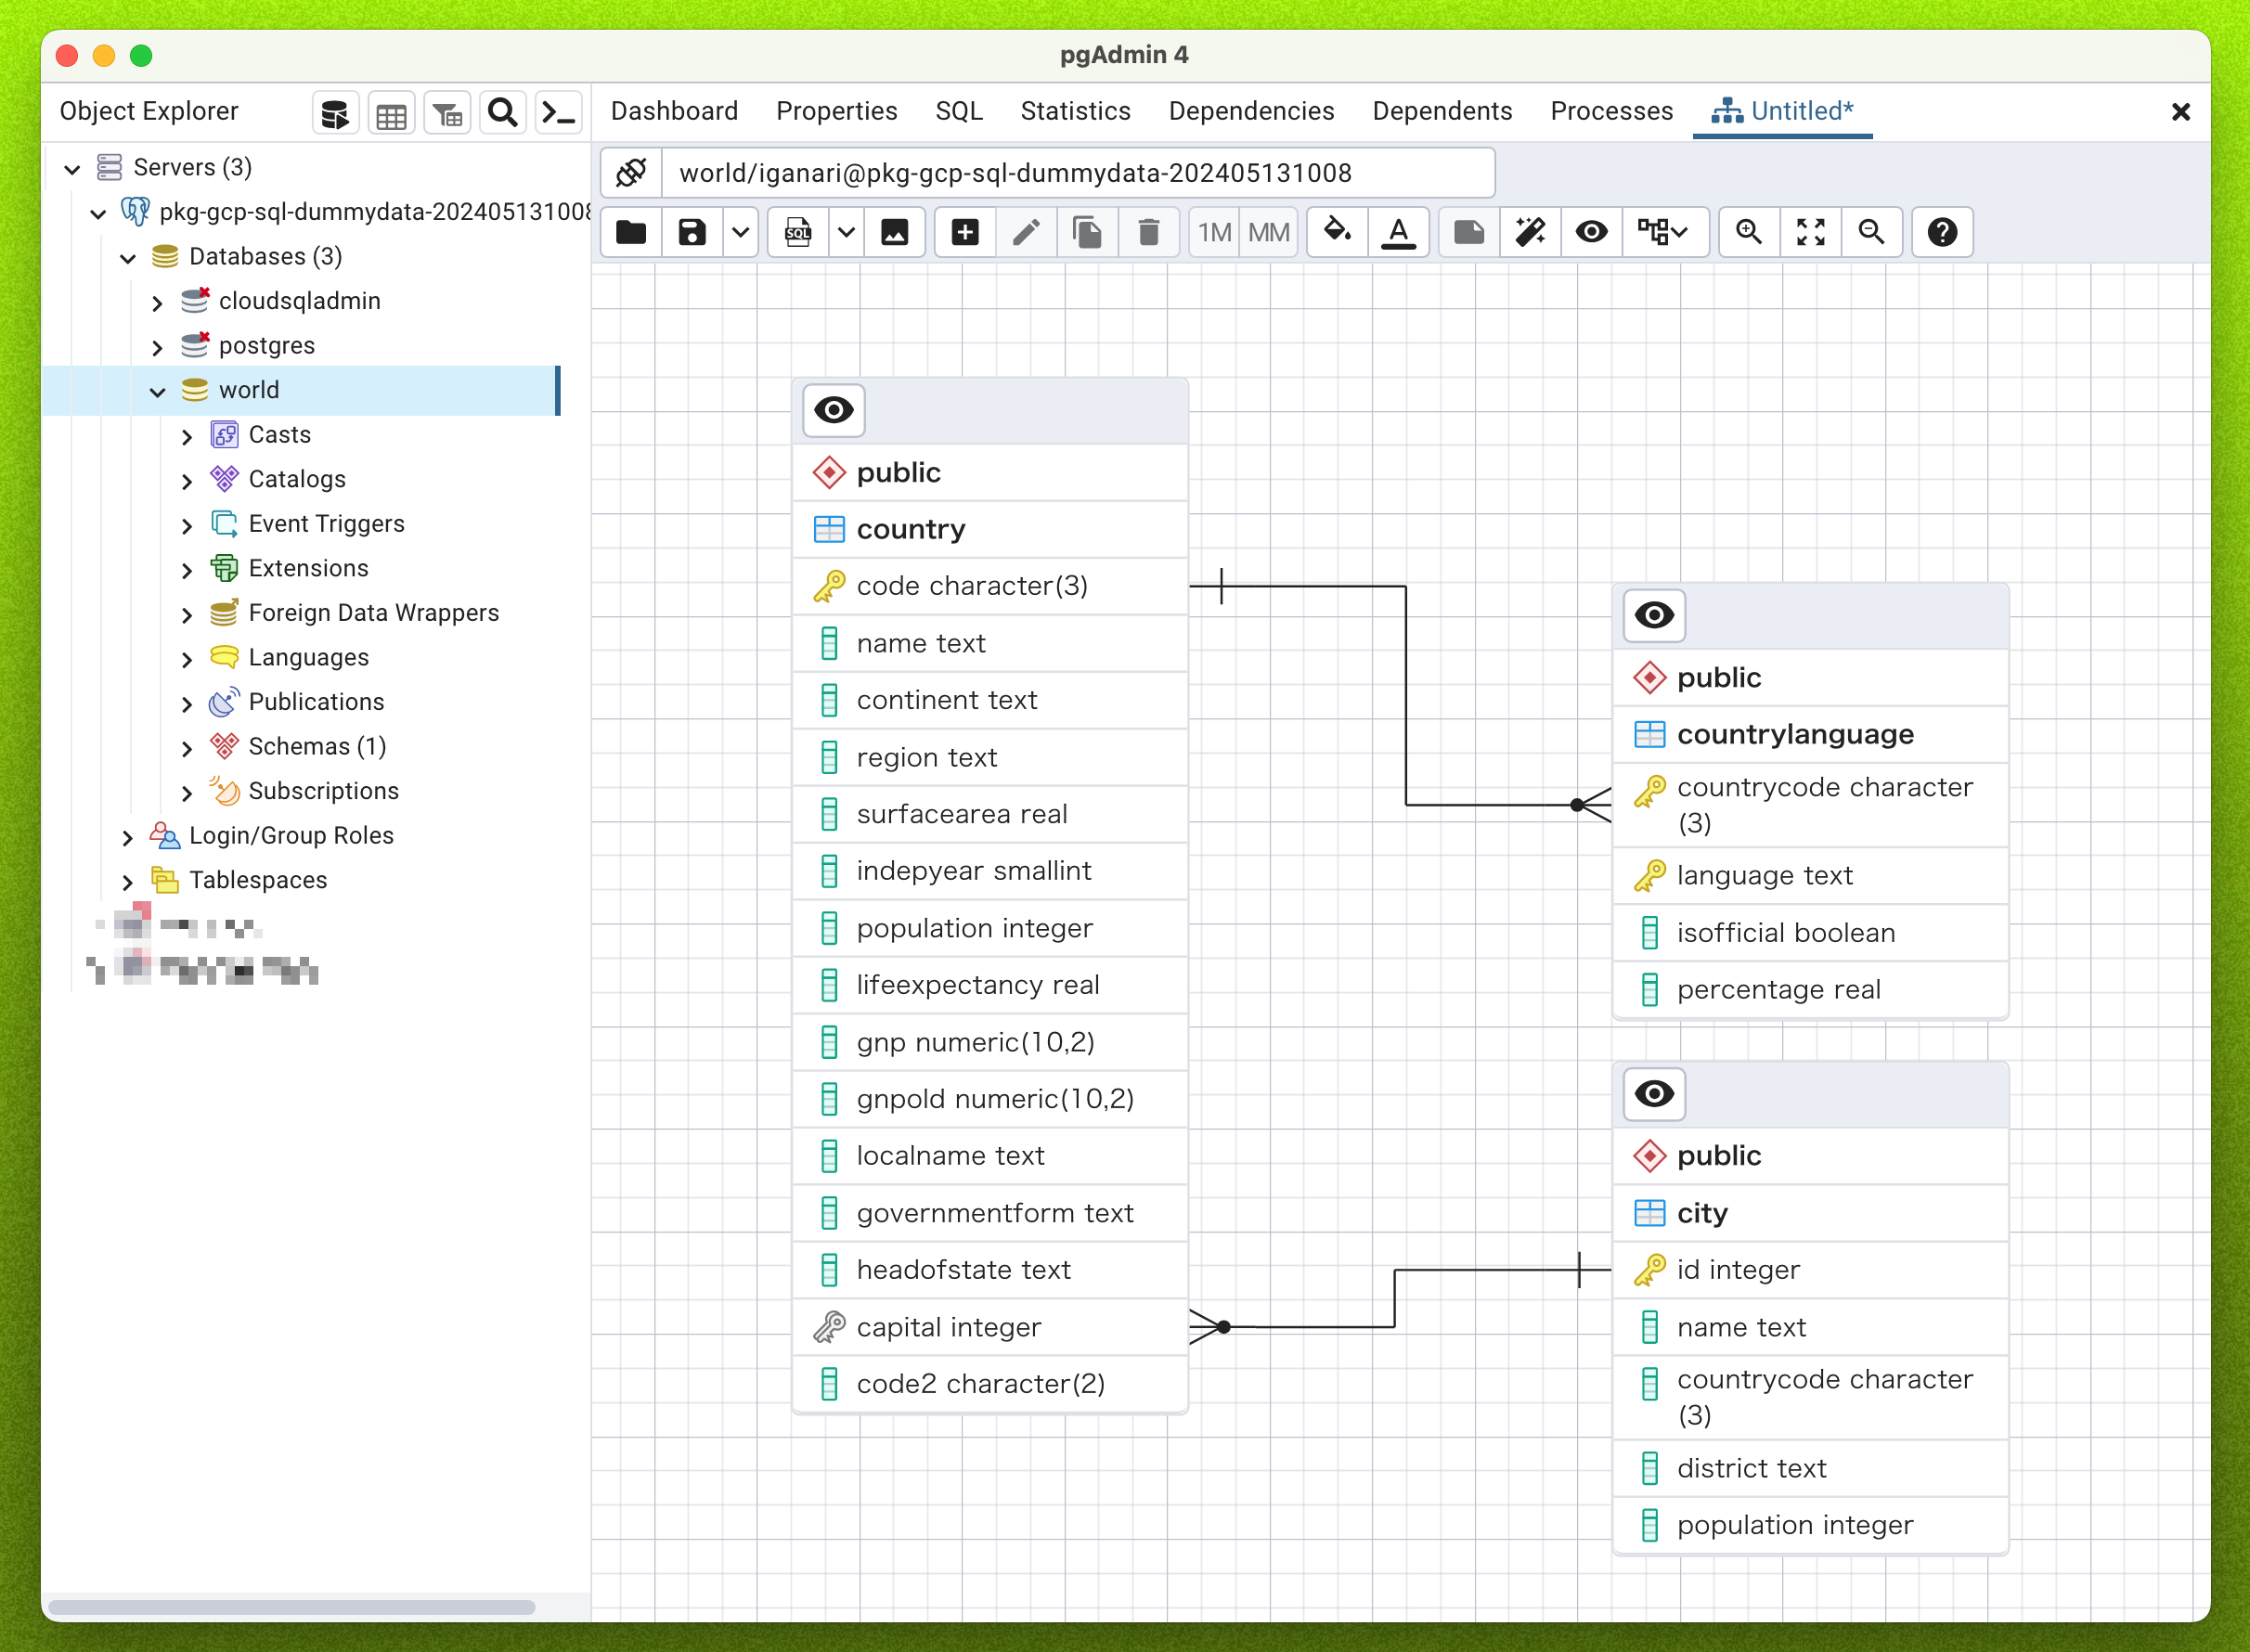 pgAdmin 4
Object Explorer
Dashboard
Properties
SQL
Statistics
Dependencies
Dependents
Processes
Untitled*
Servers (3)
pkg-gcp-sql-dummydata-202405131008
Databases (3)
cloudsqladmin
postgres
world
Casts
Catalogs
Event Triggers
Extensions
Foreign Data Wrappers
Languages
Publications
Schemas (1)
Subscriptions
Login/Group Roles
Tablespaces
world/iganari@pkg-gcp-sql-dummydata-202405131008
SQL
1M
MM
A
public
country
code character(3)
name text
continent text
region text
surfacearea real
indepyear smallint
population integer
lifeexpectancy real
gnp numeric(10,2)
gnpold numeric(10,2)
localname text
governmentform text
headofstate text
capital integer
code2 character(2)
public
countrylanguage
countrycode character
(3)
language text
isofficial boolean
percentage real
public
city
id integer
name text
countrycode character
(3)
district text
population integer